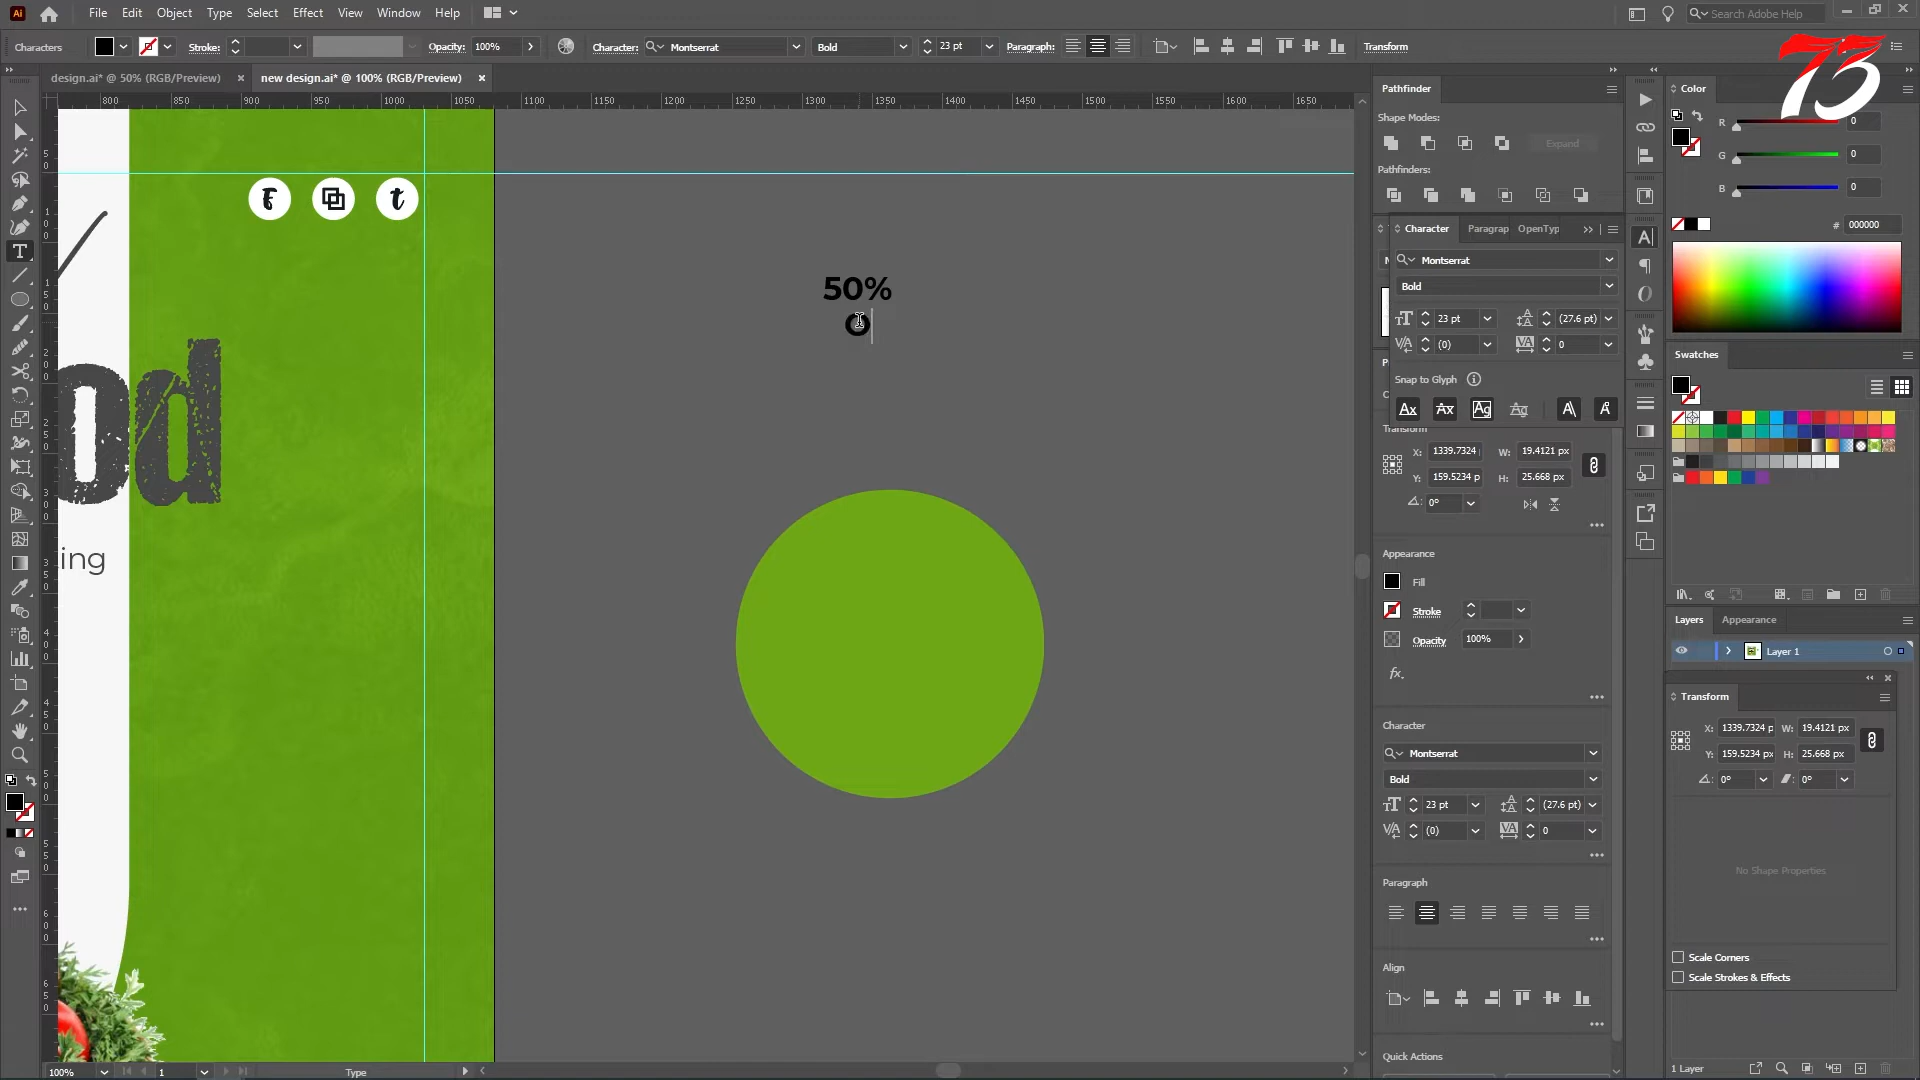 Ai File Edit Object Type Select Effect View Window Help Search Adobe Help
Characters Stroke: Opacity: 100% Character: Montserrat Bold 23 pt Paragraph: Transform
73
design.ai* @ 50% (RGB/Preview) new design.ai* @ 100% (RGB/Preview)
800 850 900 950 1000 1050 1100 1150 1200 1250 1300 1350 1400 1450 1500 1550 1600 1650
f t
50%
O
od
ing
Pathfinder
Shape Modes:
Expand
Pathfinders:
Character Paragrap OpenTyp
Montserrat
Bold
23 pt (27.6 pt)
(0) 0
Snap to Glyph
Transform
X: 1339.7324 W: 19.4121 px
Y: 159.5234 p H: 25.668 px
0°
Appearance
Fill
Stroke
Opacity 100%
fx.
Character
Montserrat
Bold
23 pt (27.6 pt)
(0) 0
Paragraph
Align
Quick Actions
Color
R 0
G 0
B 0
# 000000
Swatches
Layers Appearance
Layer 1
Transform
X: 1339.7324 p W: 19.4121 px
Y: 159.5234 px H: 25.668 px
0° 0°
No Shape Properties
Scale Corners
Scale Strokes & Effects
1 Layer
100% 1 Type